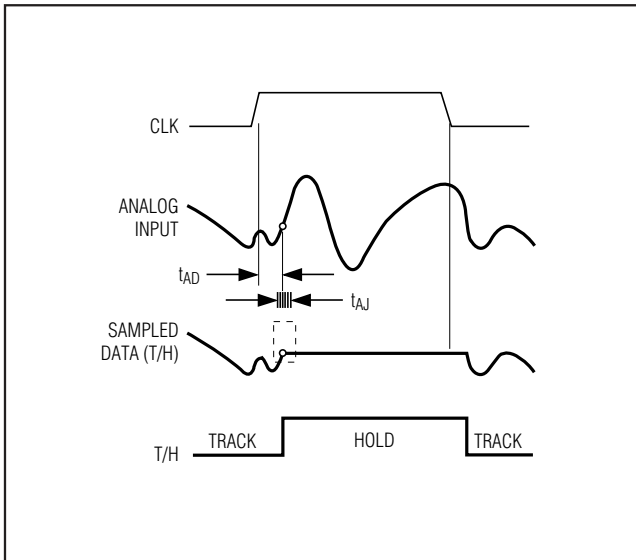 CLK
ANALOG
INPUT
tAD
tAJ
SAMPLED
DATA (T/H)
TRACK
HOLD
TRACK
T/H